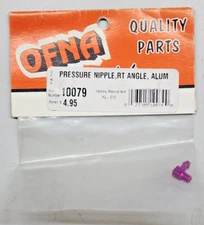 OFNA
QUALITY
PARTS
PRESSURE NIPPLE,RT ANGLE, ALUM
10079
4.95